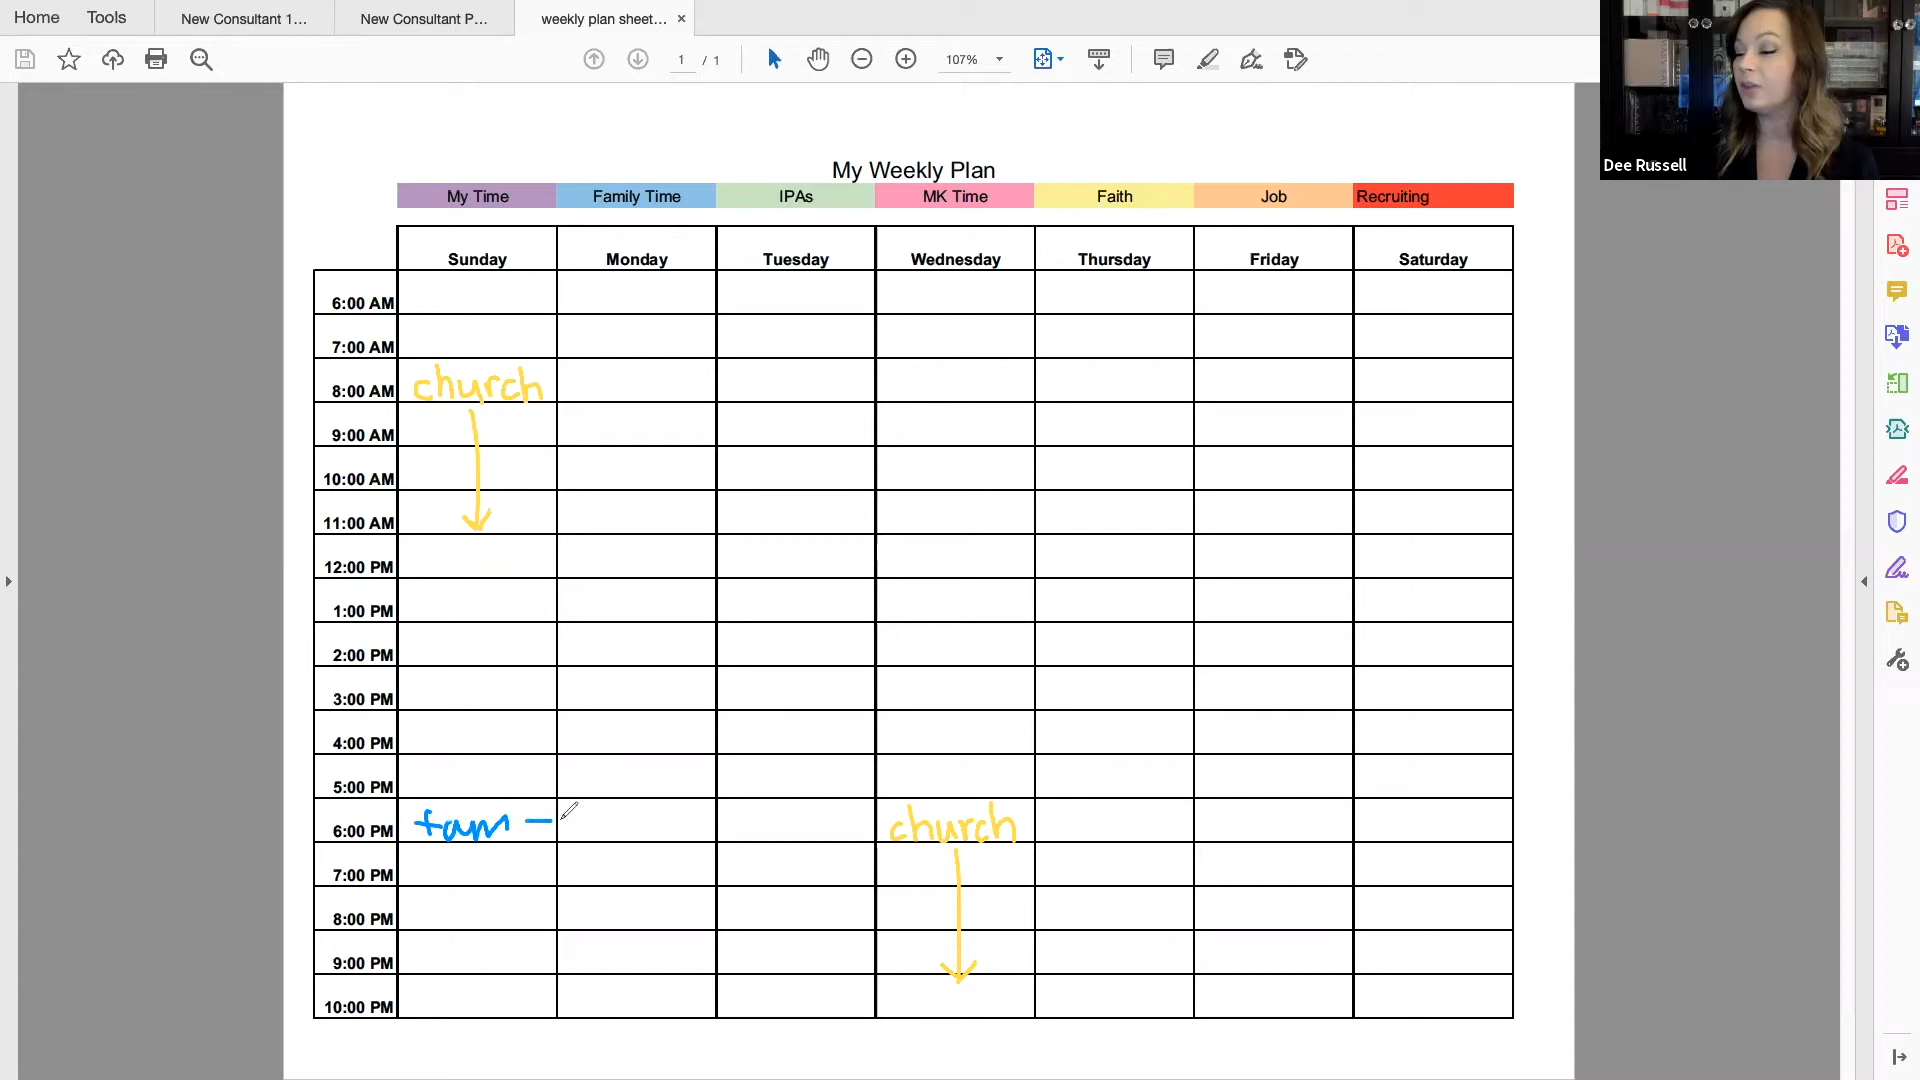 Home Tools New Consultant 1... New Consultant P... weekly plan sheet... ×
1 / 1 107%
Dee Russell
My Weekly Plan
My Time Family Time IPAs MK Time Faith Job Recruiting
Sunday Monday Tuesday Wednesday Thursday Friday Saturday
6:00 AM
7:00 AM
8:00 AM church
9:00 AM
10:00 AM
11:00 AM
12:00 PM
1:00 PM
2:00 PM
3:00 PM
4:00 PM
5:00 PM
6:00 PM fam — church
7:00 PM
8:00 PM
9:00 PM
10:00 PM